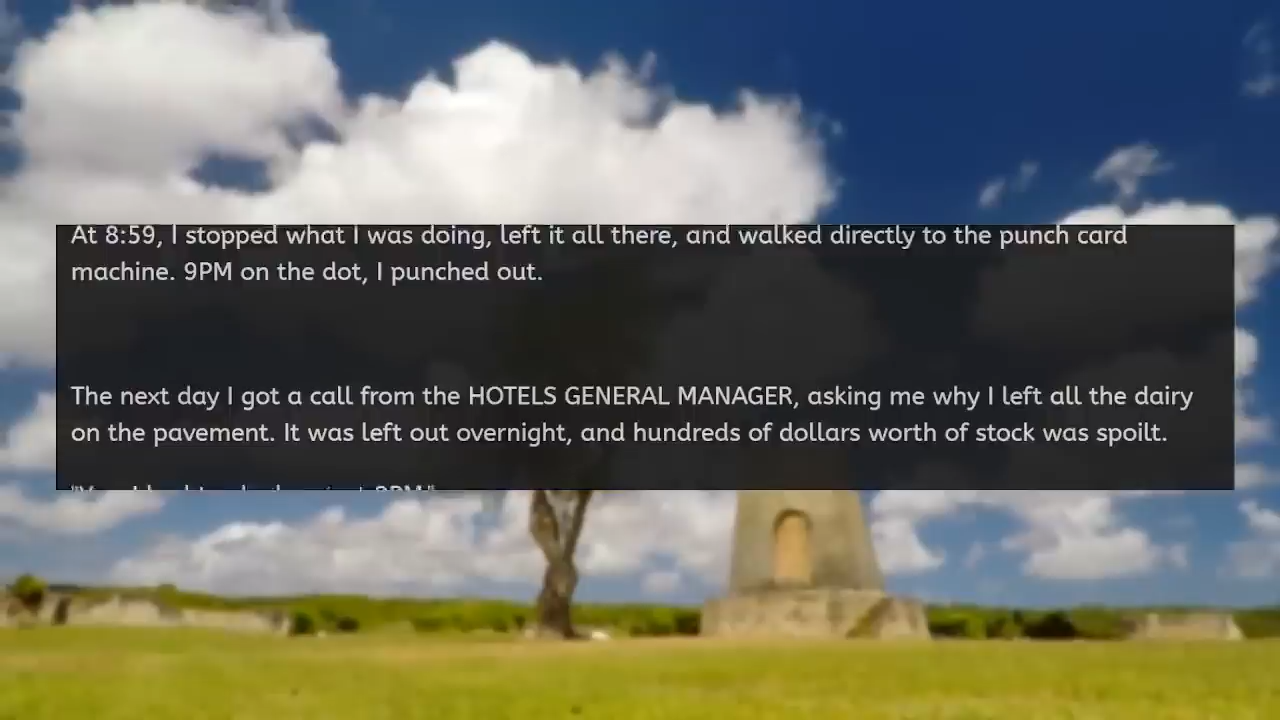 At 8:59, I stopped what I was doing, left it all there, and walked directly to the punch card
machine. 9PM on the dot, I punched out.
The next day I got a call from the HOTELS GENERAL MANAGER, asking me why I left all the dairy
on the pavement. It was left out overnight, and hundreds of dollars worth of stock was spoilt.